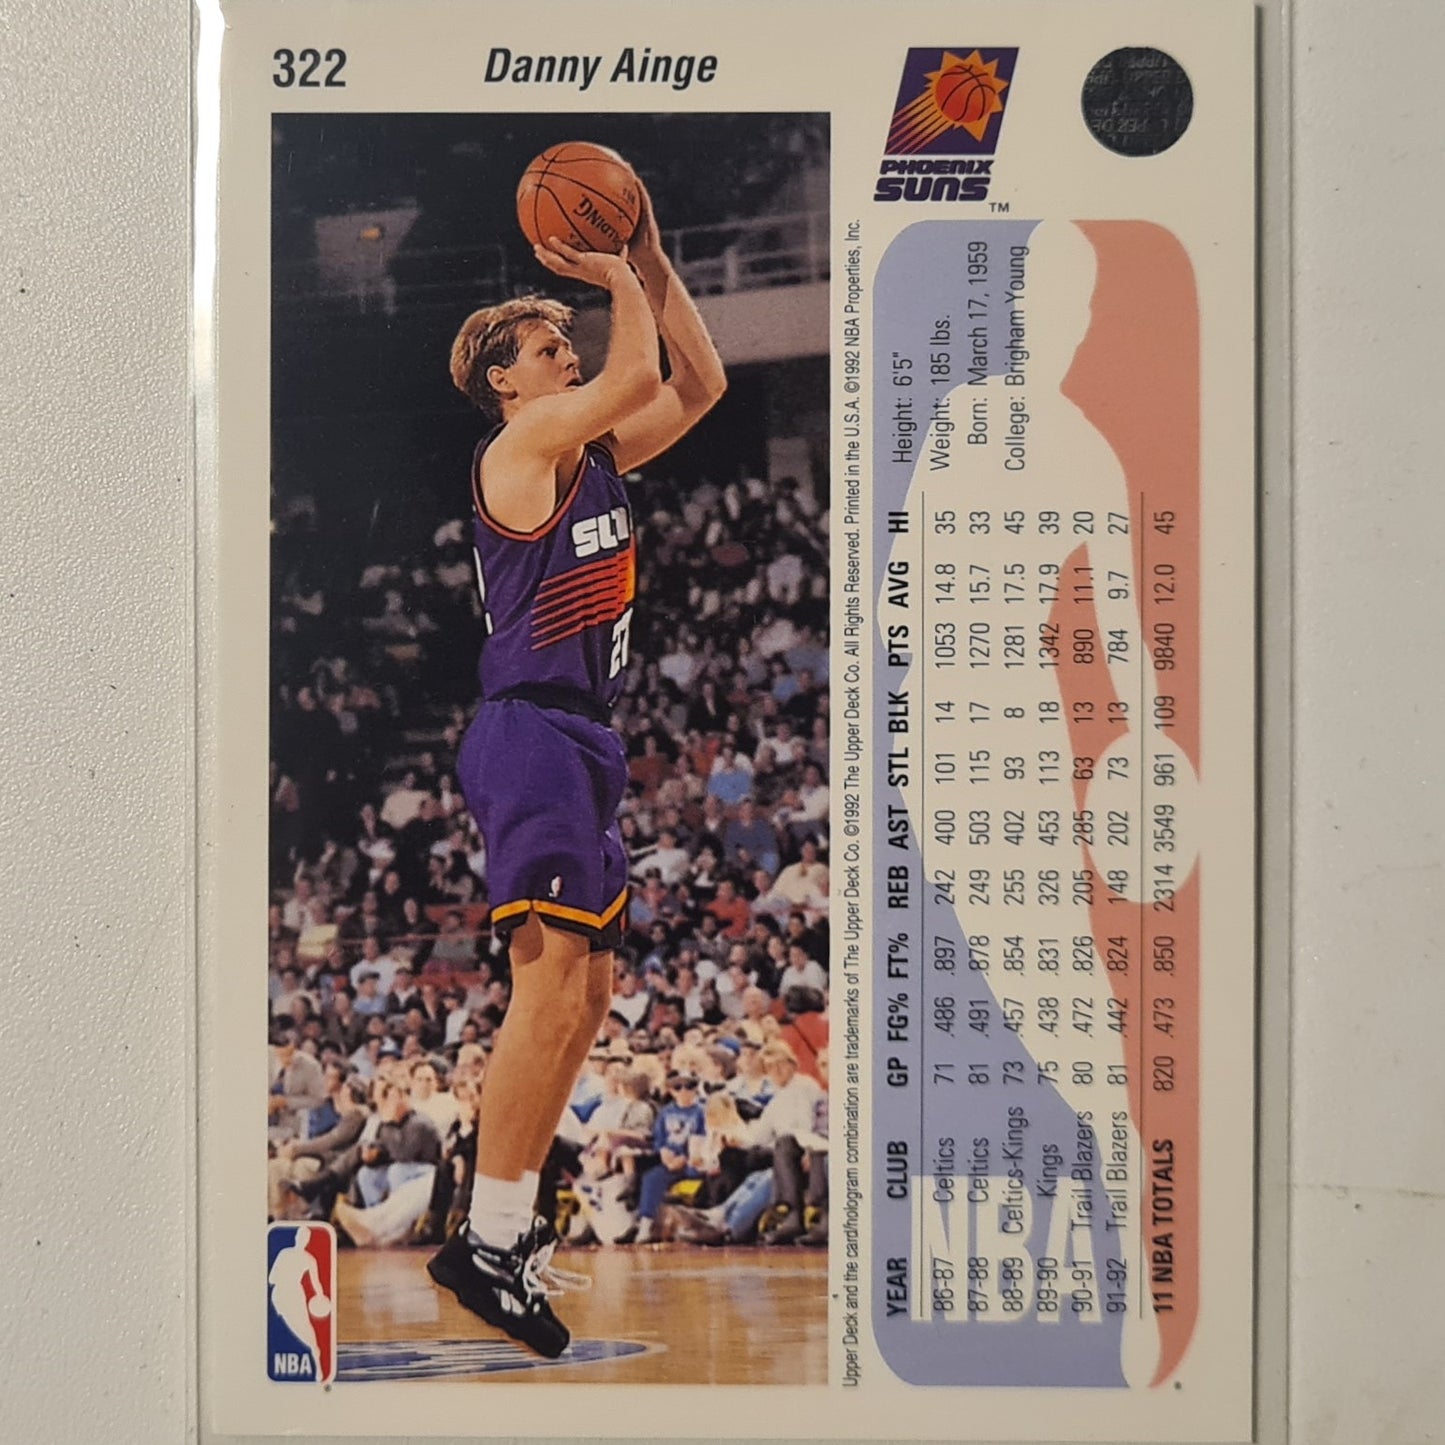 322
Danny Ainge
PHOENIX
SUNS
TM
SPALDING
SUN
22
NBA
Upper Deck and the card/hologram combination are trademarks of The Upper Deck Co. ©1992 The Upper Deck Co. All Rights Reserved. Printed in the U.S.A. ©1992 NBA Properties, Inc.
Height: 6'5"
Weight: 185 lbs.
Born: March 17, 1959
College: Brigham Young
YEAR CLUB GP FG% FT% REB AST STL BLK PTS AVG HI
86-87 Celtics 71 .486 .897 242 400 101 14 1053 14.8 35
87-88 Celtics 81 .491 .878 249 503 115 17 1270 15.7 33
88-89 Celtics-Kings 73 .457 .854 255 402 93 8 1281 17.5 45
89-90 Kings 75 .438 .831 326 453 113 18 1342 17.9 39
90-91 Trail Blazers 80 .472 .826 205 285 63 13 890 11.1 20
91-92 Trail Blazers 81 .442 .824 148 202 73 13 784 9.7 27
11 NBA TOTALS 820 .473 .850 2314 3549 961 109 9840 12.0 45
NBA